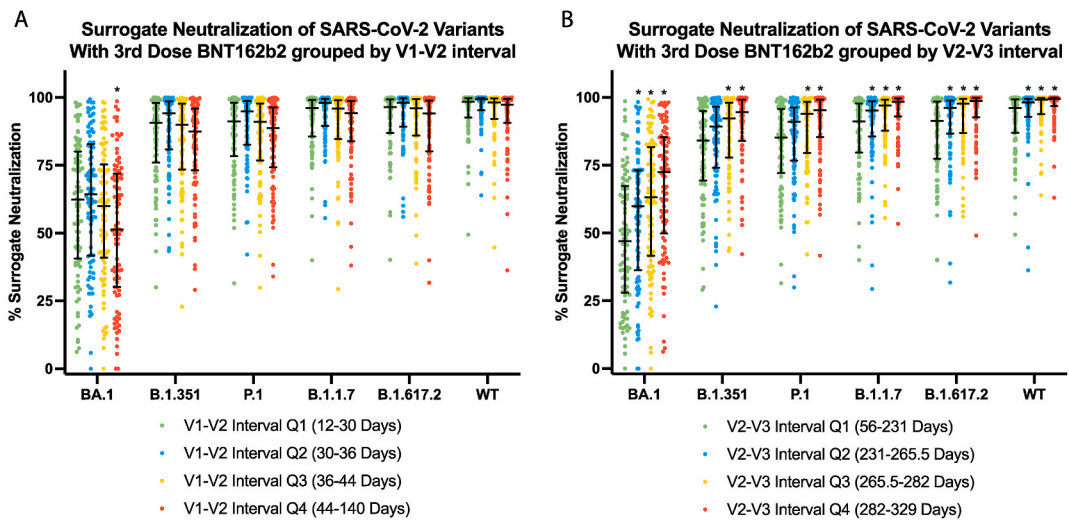 A
Surrogate Neutralization of SARS-CoV-2 Variants
With 3rd Dose BNT162b2 grouped by V1-V2 interval
% Surrogate Neutralization
100
75
50
25
0
*
BA.1 B.1.351 P.1 B.1.1.7 B.1.617.2 WT
V1-V2 Interval Q1 (12-30 Days)
V1-V2 Interval Q2 (30-36 Days)
V1-V2 Interval Q3 (36-44 Days)
V1-V2 Interval Q4 (44-140 Days)
B
Surrogate Neutralization of SARS-CoV-2 Variants
With 3rd Dose BNT162b2 grouped by V2-V3 interval
% Surrogate Neutralization
100
75
50
25
0
* * * * * * * * * * * * * * * *
BA.1 B.1.351 P.1 B.1.1.7 B.1.617.2 WT
V2-V3 Interval Q1 (56-231 Days)
V2-V3 Interval Q2 (231-265.5 Days)
V2-V3 Interval Q3 (265.5-282 Days)
V2-V3 Interval Q4 (282-329 Days)